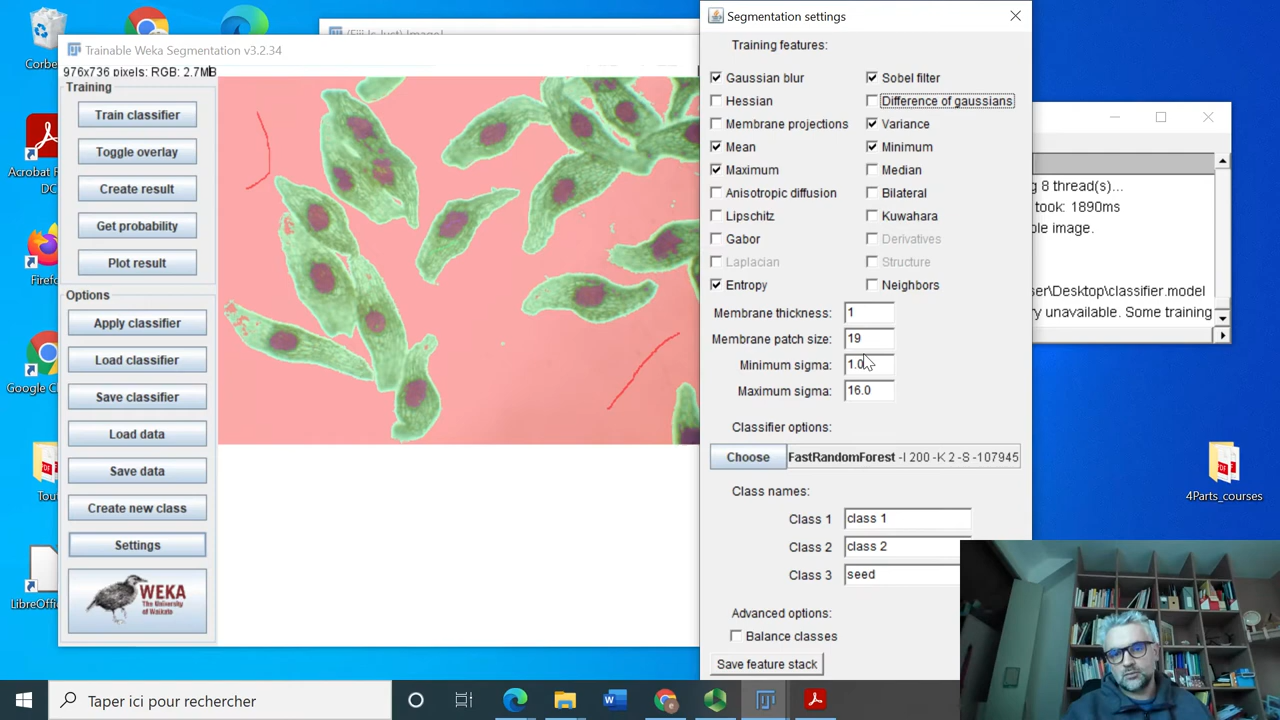 Segmentation settings
Training features:
Gaussian blur
Sobel filter
Hessian
Difference of gaussians
Membrane projections
Variance
Mean
Minimum
Maximum
Median
Anisotropic diffusion
Bilateral
Lipschitz
Kuwahara
Gabor
Derivatives
Laplacian
Structure
Entropy
Neighbors
Membrane thickness: 1
Membrane patch size: 19
Minimum sigma: 1.0
Maximum sigma: 16.0
Classifier options:
Choose
FastRandomForest -I 200 -K 2 -S -107945
Class names:
Class 1 class 1
Class 2 class 2
Class 3 seed
Advanced options:
Balance classes
Save feature stack
(Fiji Is Just) ImageJ
Trainable Weka Segmentation v3.2.34
976x736 pixels; RGB; 2.7MB
Training
Train classifier
Toggle overlay
Create result
Get probability
Plot result
Options
Apply classifier
Load classifier
Save classifier
Load data
Save data
Create new class
Settings
WEKA
The University
of Waikato
g 8 thread(s)...
took: 1890ms
ble image.
ser\Desktop\classifier.model
ry unavailable. Some training
Corbe
Acrobat
DC
Firefo
Google C
Tout
LibreOffi
4Parts_courses
Taper ici pour rechercher